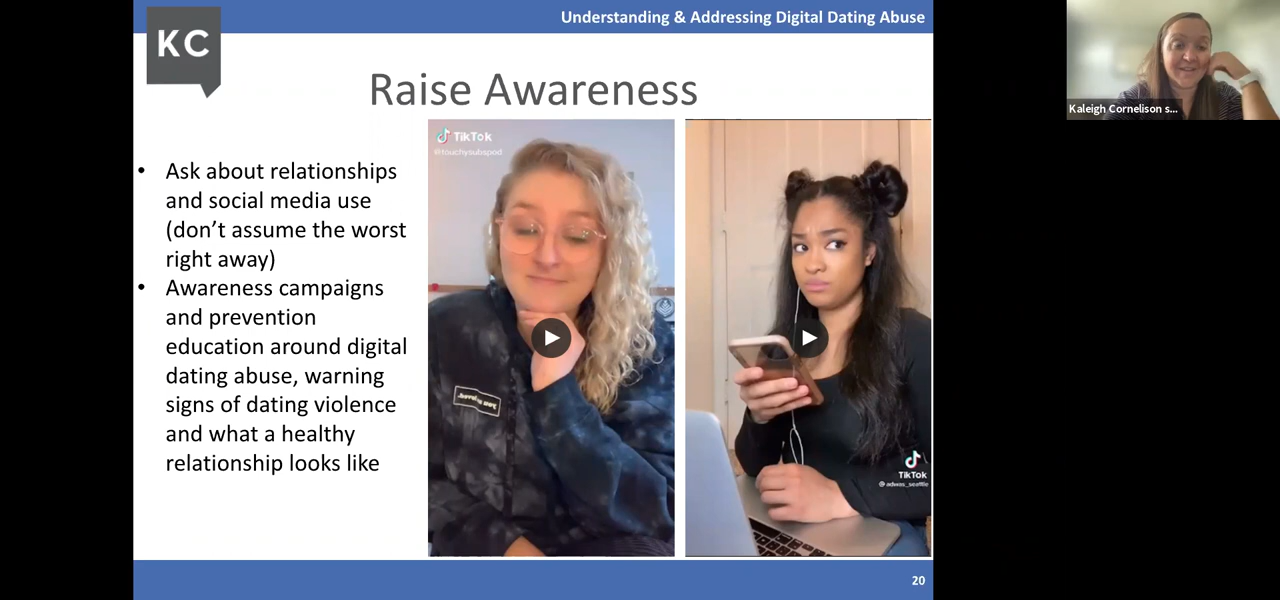 Understanding & Addressing Digital Dating Abuse
KC
Raise Awareness
• Ask about relationships
and social media use
(don’t assume the worst
right away)
• Awareness campaigns
and prevention
education around digital
dating abuse, warning
signs of dating violence
and what a healthy
relationship looks like
TikTok
@touchysubspod
TikTok
@adwas_seattle
20
Kaleigh Cornelison s...